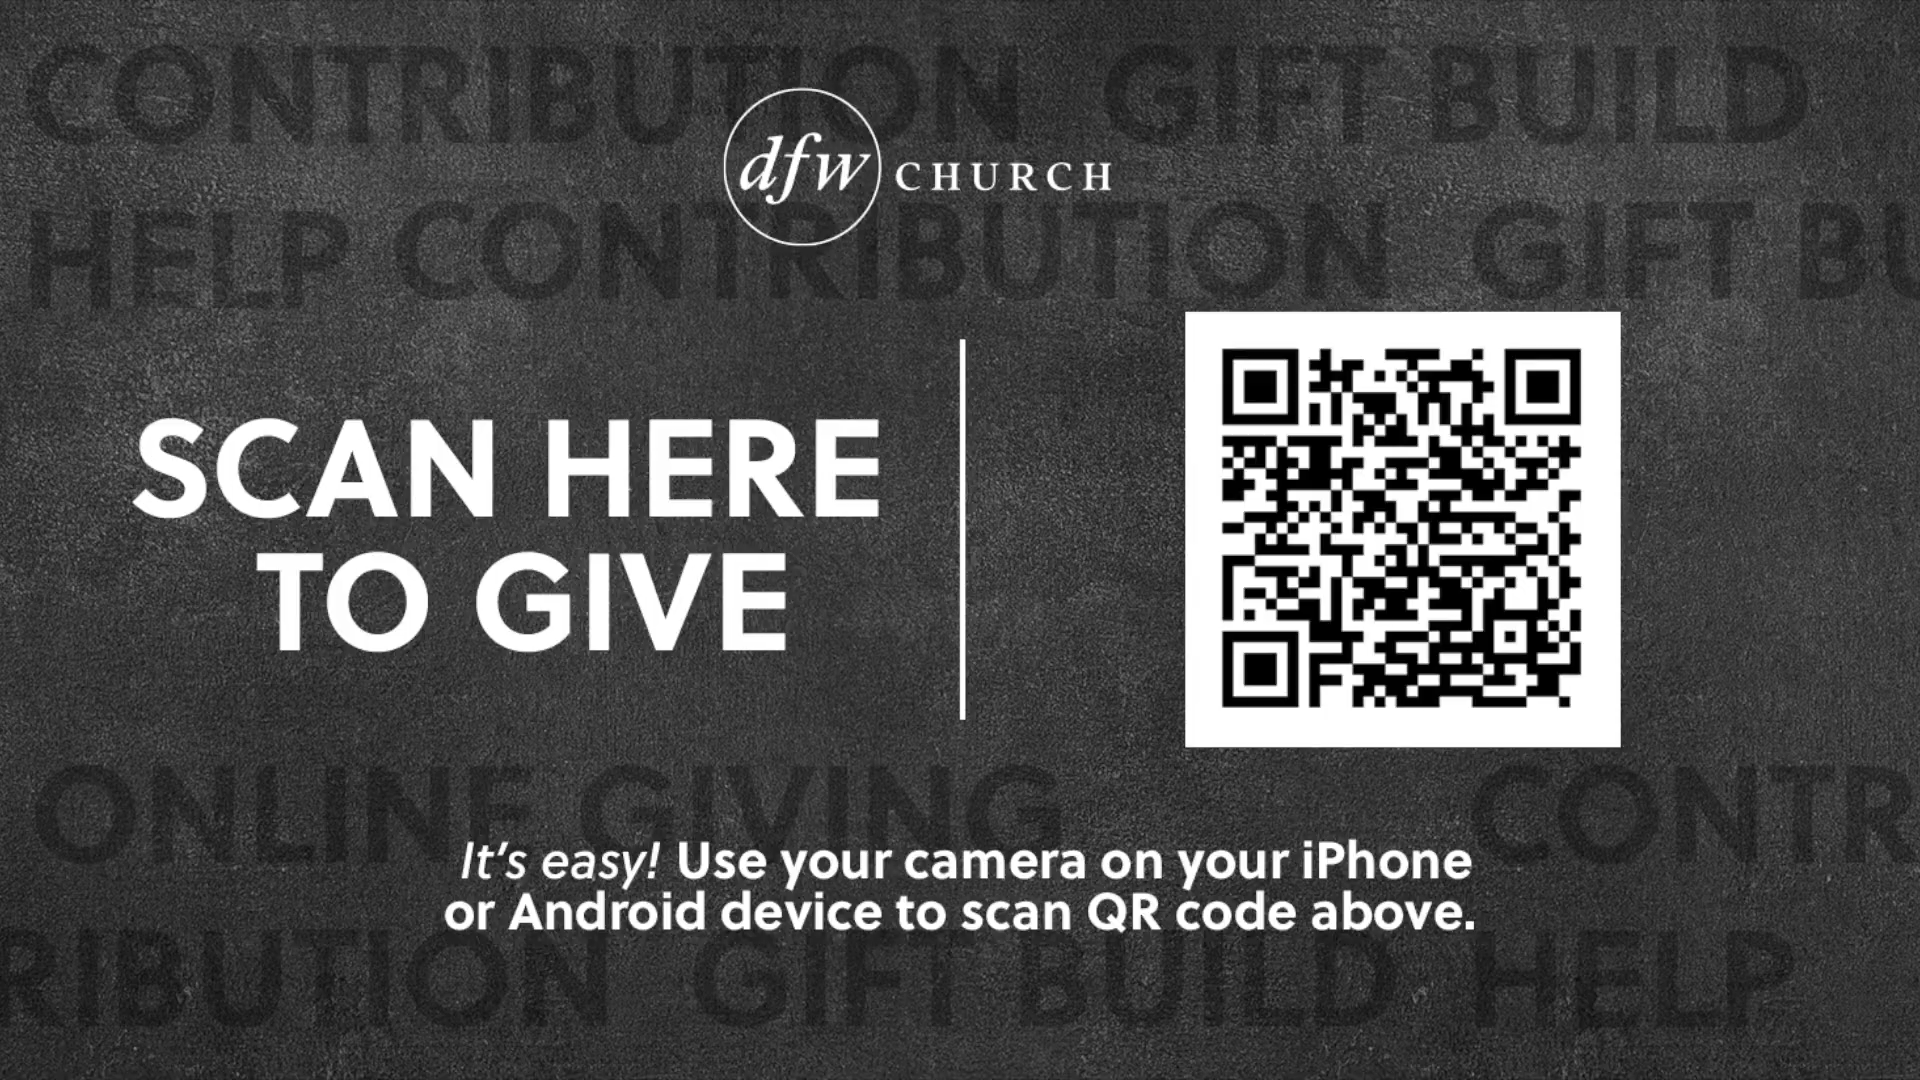 CONTRIBUTION GIFT BUILD
dfw CHURCH
HELP CONTRIBUTION GIFT BU
SCAN HERE
TO GIVE
ONLINE GIVING CONTR
It's easy! Use your camera on your iPhone
or Android device to scan QR code above.
RIBUTION GIFT BUILD HELP